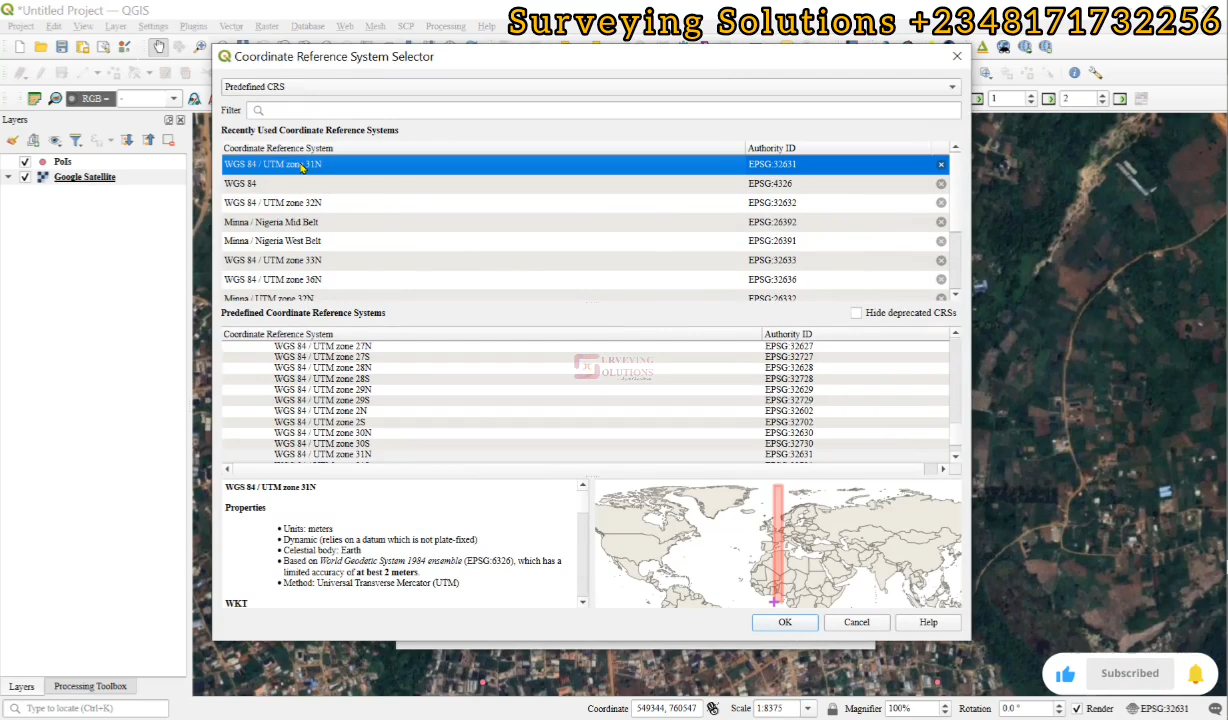 *Untitled Project — QGIS
Surveying Solutions +2348171732256
Project Edit View Layer Settings Plugins Vector Raster Database Web Mesh SCP Processing Help
Coordinate Reference System Selector
Predefined CRS
RGB
1
2
Filter
Layers
Recently Used Coordinate Reference Systems
Coordinate Reference System Authority ID
PoIs
WGS 84 / UTM zone 31N EPSG:32631
Google Satellite
WGS 84 EPSG:4326
WGS 84 / UTM zone 32N EPSG:32632
Minna / Nigeria Mid Belt EPSG:26392
Minna / Nigeria West Belt EPSG:26391
WGS 84 / UTM zone 33N EPSG:32633
WGS 84 / UTM zone 36N EPSG:32636
Minna / UTM zone 32N EPSG:26332
Predefined Coordinate Reference Systems Hide deprecated CRSs
Coordinate Reference System Authority ID
WGS 84 / UTM zone 27N EPSG:32627
WGS 84 / UTM zone 27S EPSG:32727
WGS 84 / UTM zone 28N EPSG:32628
WGS 84 / UTM zone 28S EPSG:32728
WGS 84 / UTM zone 29N EPSG:32629
WGS 84 / UTM zone 29S EPSG:32729
WGS 84 / UTM zone 2N EPSG:32602
WGS 84 / UTM zone 2S EPSG:32702
WGS 84 / UTM zone 30N EPSG:32630
WGS 84 / UTM zone 30S EPSG:32730
WGS 84 / UTM zone 31N EPSG:32631
URVEYING
OLUTIONS
WGS 84 / UTM zone 31N
Properties
Units: meters
Dynamic (relies on a datum which is not plate-fixed)
Celestial body: Earth
Based on World Geodetic System 1984 ensemble (EPSG:6326), which has a
limited accuracy of at best 2 meters.
Method: Universal Transverse Mercator (UTM)
WKT
OK Cancel Help
Subscribed
Layers Processing Toolbox
Type to locate (Ctrl+K) Coordinate 549344, 760547 Scale 1:8375 Magnifier 100% Rotation 0.0 ° Render EPSG:32631